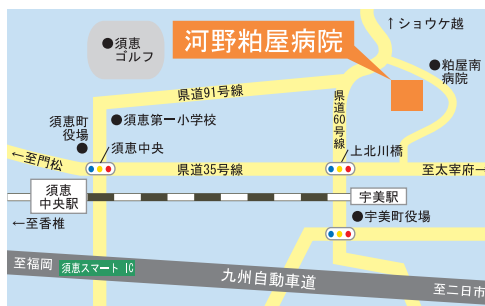 ↑ショウケ越
河野粕屋病院
●須恵
ゴルフ
●粕屋南
病院
県道91号線
県道60号線
須恵町
役場
●須恵第一小学校
須恵中央
上北川橋
←至門松
県道35号線
至太宰府→
須恵
中央駅
宇美駅
←至香椎
●宇美町役場
至福岡
須恵スマート IC
九州自動車道
至二日市